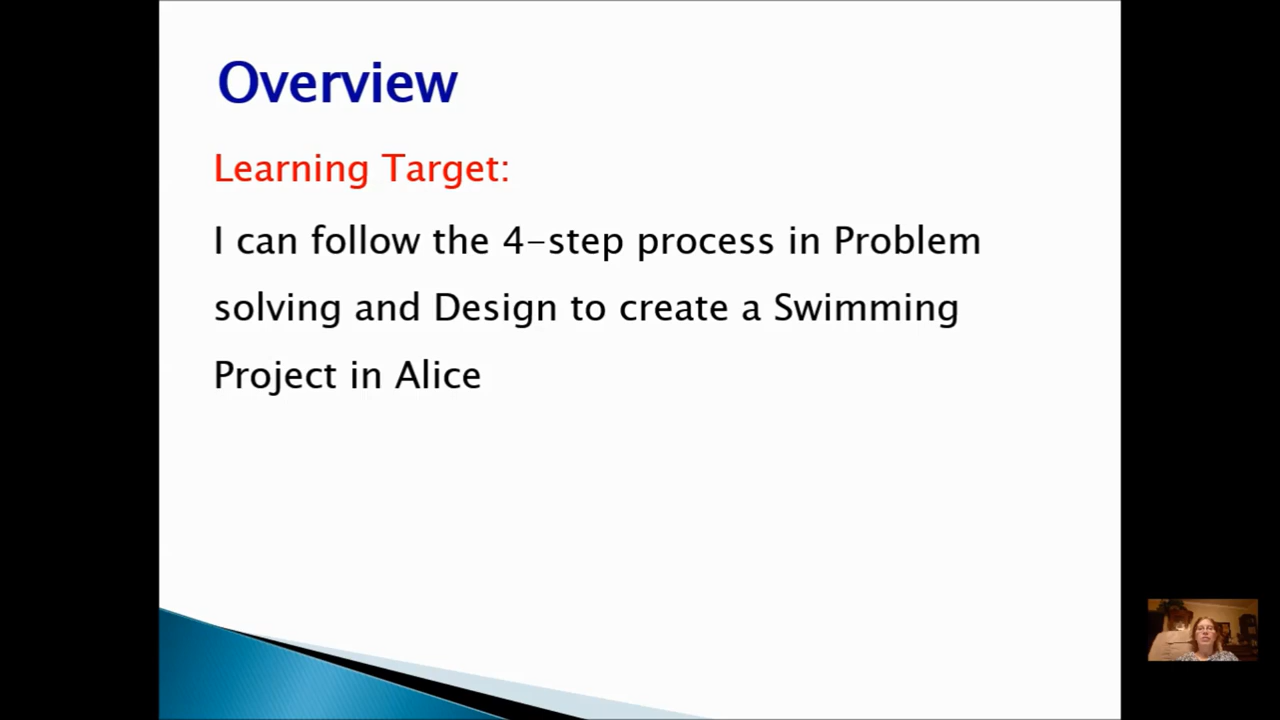 Overview
Learning Target:
I can follow the 4-step process in Problem
solving and Design to create a Swimming
Project in Alice